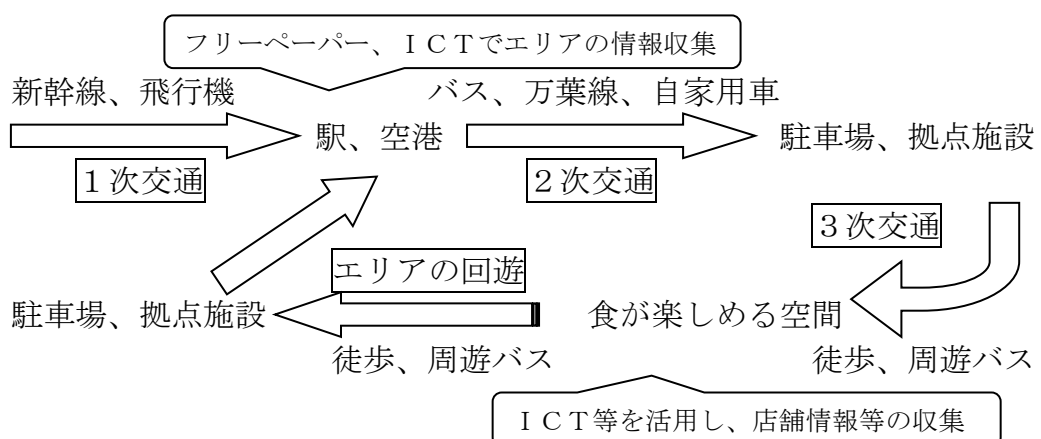 フリーペーパー、ＩＣＴでエリアの情報収集
新幹線、飛行機
バス、万葉線、自家用車
駅、空港
駐車場、拠点施設
１次交通
２次交通
３次交通
エリアの回遊
駐車場、拠点施設
食が楽しめる空間
徒歩、周遊バス
徒歩、周遊バス
ＩＣＴ等を活用し、店舗情報等の収集